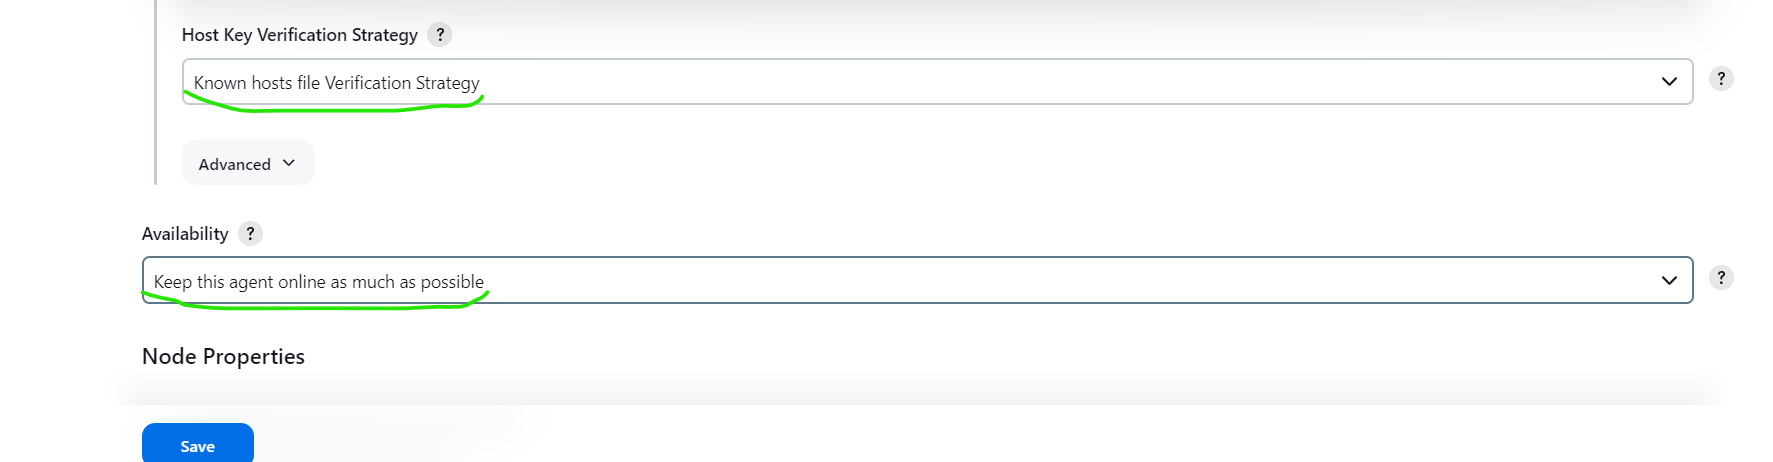 Host Key Verification Strategy ?
Known hosts file Verification Strategy ?
Advanced
Availability ?
Keep this agent online as much as possible ?
Node Properties
Save